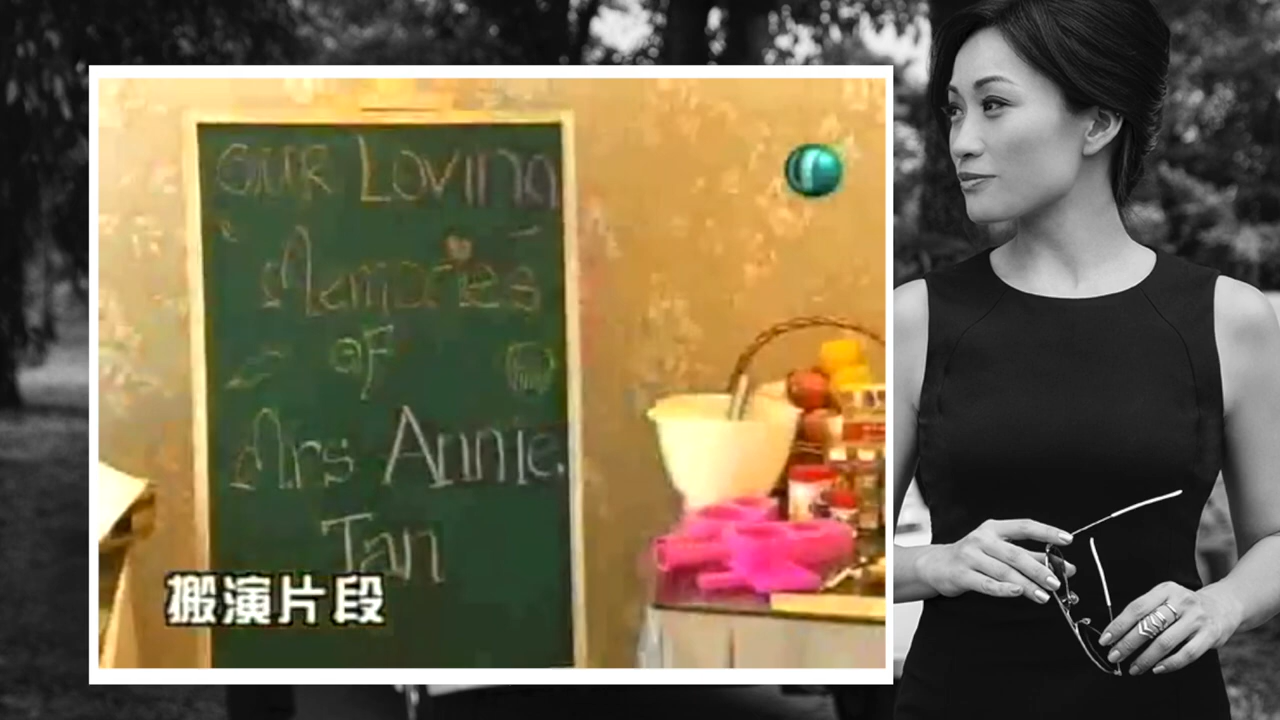 OUR LOVING
Memories
OF
Mrs Annie.
Tan
搬演片段